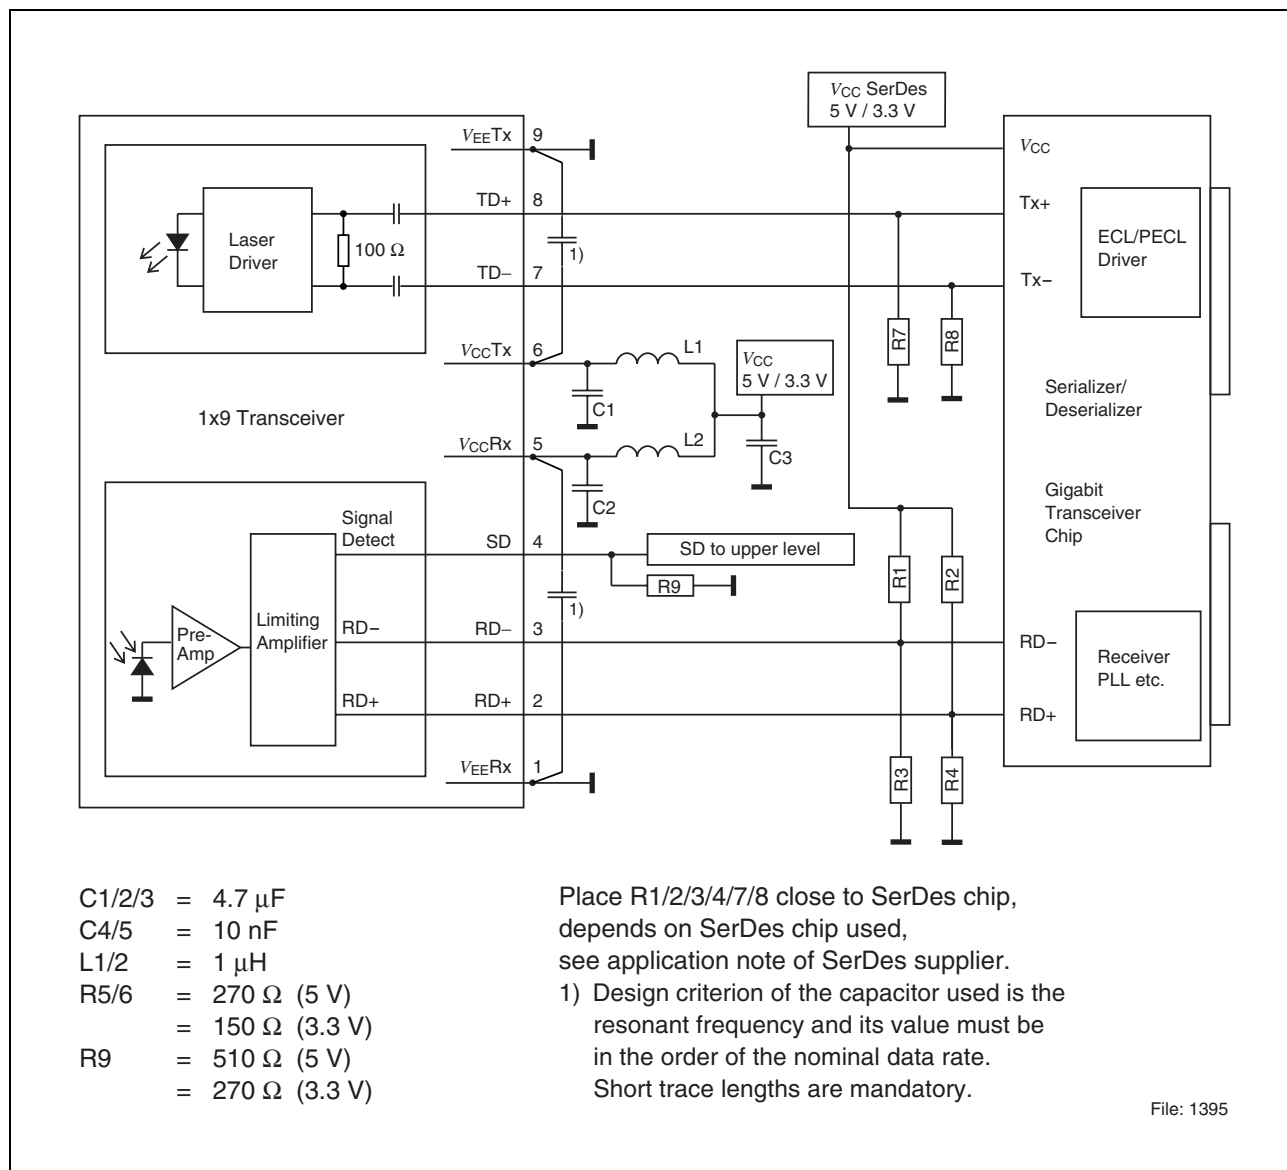 VCC SerDes
5 V / 3.3 V
VEETx 9
VCC
TD+ 8
Tx+
Laser
Driver
100 Ω
1)
ECL/PECL
Driver
TD− 7
Tx−
R7
R8
VCCTx 6
L1
VCC
5 V / 3.3 V
C1
Serializer/
Deserializer
1x9 Transceiver
VCCRx 5
L2
C3
C2
Gigabit
Transceiver
Chip
Signal
Detect
SD 4
SD to upper level
R9
R1
R2
1)
Pre-
Amp
Limiting
Amplifier
RD−
RD− 3
RD−
Receiver
PLL etc.
RD+
RD+ 2
RD+
VEERx 1
R3
R4
C1/2/3 = 4.7 μF
C4/5 = 10 nF
L1/2 = 1 μH
R5/6 = 270 Ω (5 V)
= 150 Ω (3.3 V)
R9 = 510 Ω (5 V)
= 270 Ω (3.3 V)
Place R1/2/3/4/7/8 close to SerDes chip,
depends on SerDes chip used,
see application note of SerDes supplier.
1) Design criterion of the capacitor used is the
resonant frequency and its value must be
in the order of the nominal data rate.
Short trace lengths are mandatory.
File: 1395